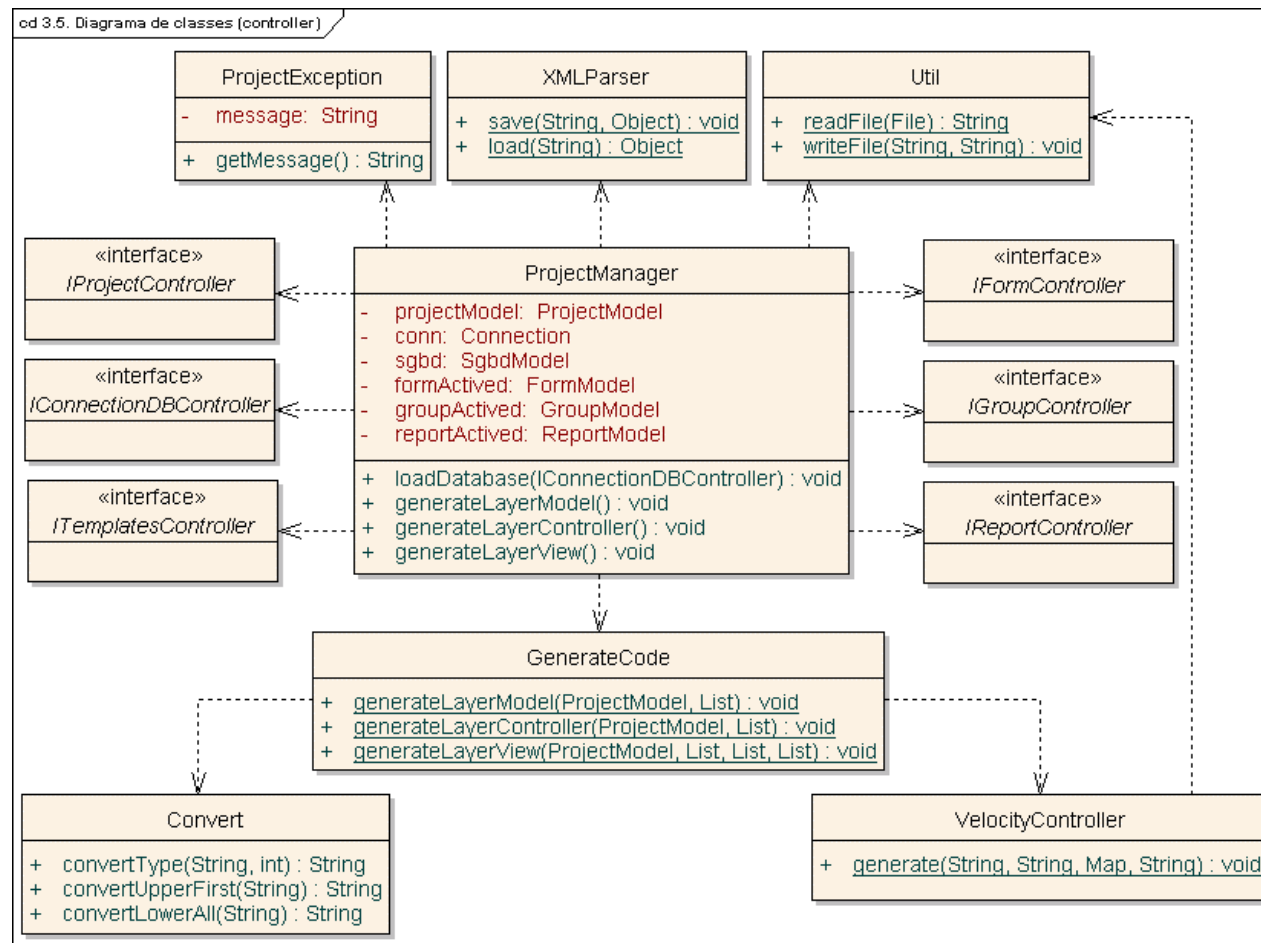 cd 3.5. Diagrama de classes (controller)
ProjectException
- message: String
+ getMessage() : String
XMLParser
+ save(String, Object) : void
+ load(String) : Object
Util
+ readFile(File) : String
+ writeFile(String, String) : void
«interface»
IProjectController
«interface»
IConnectionDBController
«interface»
ITemplatesController
ProjectManager
- projectModel: ProjectModel
- conn: Connection
- sgbd: SgbdModel
- formActived: FormModel
- groupActived: GroupModel
- reportActived: ReportModel
+ loadDatabase(IConnectionDBController) : void
+ generateLayerModel() : void
+ generateLayerController() : void
+ generateLayerView() : void
«interface»
IFormController
«interface»
IGroupController
«interface»
IReportController
GenerateCode
+ generateLayerModel(ProjectModel, List) : void
+ generateLayerController(ProjectModel, List) : void
+ generateLayerView(ProjectModel, List, List, List) : void
Convert
+ convertType(String, int) : String
+ convertUpperFirst(String) : String
+ convertLowerAll(String) : String
VelocityController
+ generate(String, String, Map, String) : void